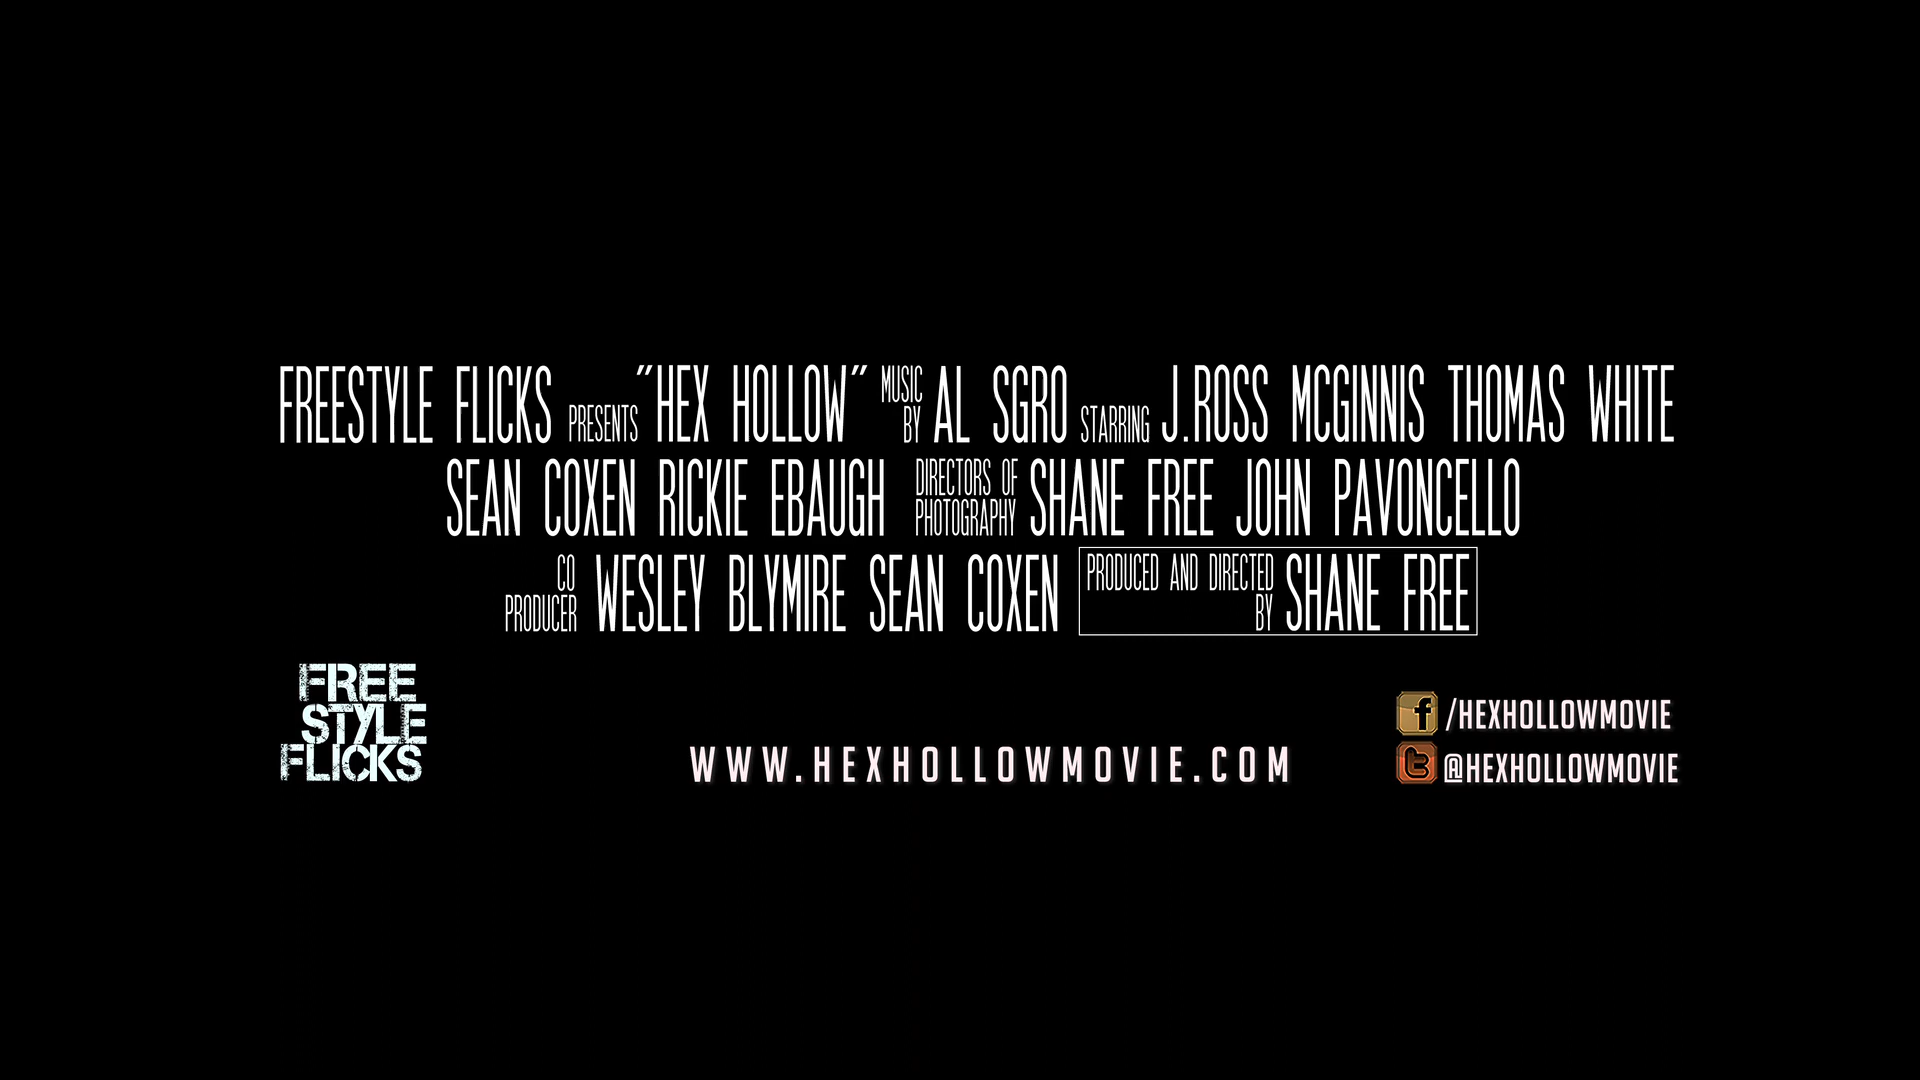 FREESTYLE FLICKS PRESENTS "HEX HOLLOW" MUSIC BY AL SGRO STARRING J.ROSS MCGINNIS THOMAS WHITE
SEAN COXEN RICKIE EBAUGH DIRECTORS OF PHOTOGRAPHY SHANE FREE JOHN PAVONCELLO
CO PRODUCER WESLEY BLYMIRE SEAN COXEN PRODUCED AND DIRECTED BY SHANE FREE
FREE
STYLE
FLICKS
WWW.HEXHOLLOWMOVIE.COM
f /HEXHOLLOWMOVIE
t @HEXHOLLOWMOVIE